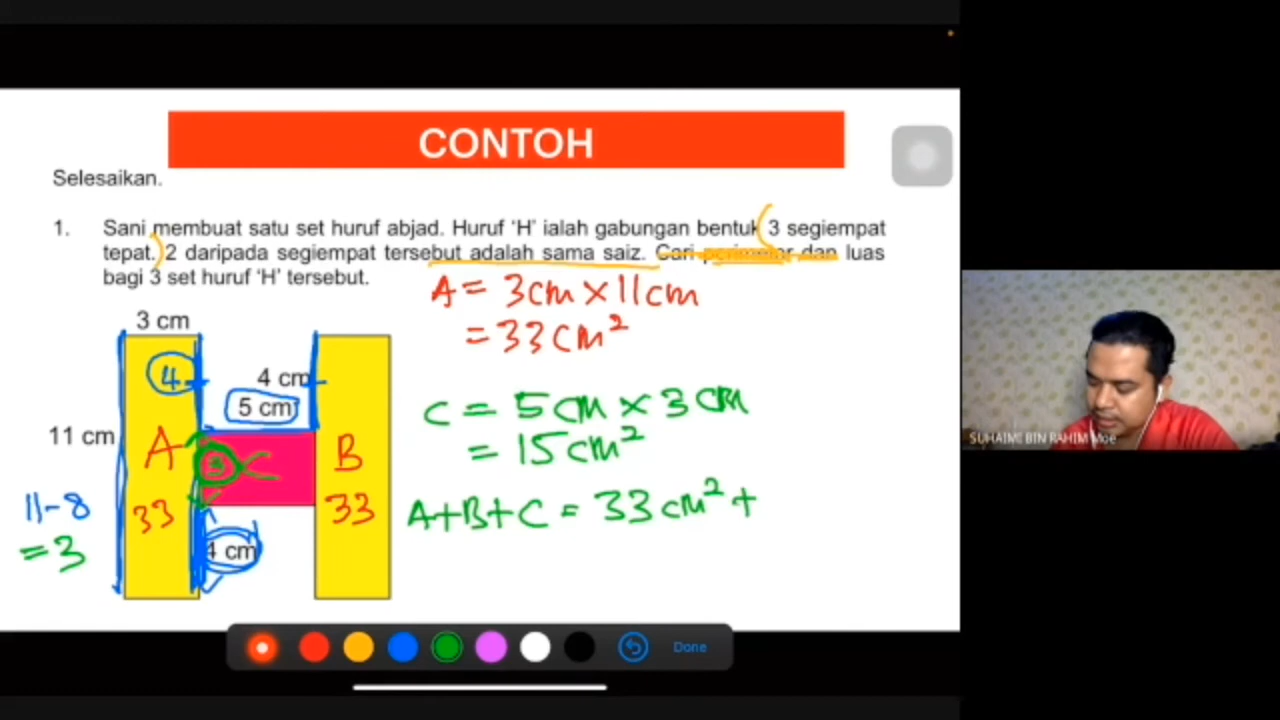 CONTOH
Selesaikan.
1. Sani membuat satu set huruf abjad. Huruf ‘H’ ialah gabungan bentuk (3 segiempat
tepat.) 2 daripada segiempat tersebut adalah sama saiz. Cari perimeter dan luas
bagi 3 set huruf ‘H’ tersebut.
A = 3cm × 11cm
= 33cm²
3 cm
4
4 cm
5 cm
C = 5cm × 3cm
= 15cm²
11 cm
A
3
C
B
11-8
= 3
33
33
A+B+C = 33cm² +
4 cm
SUHAIMI BIN RAHIM Moe
Done